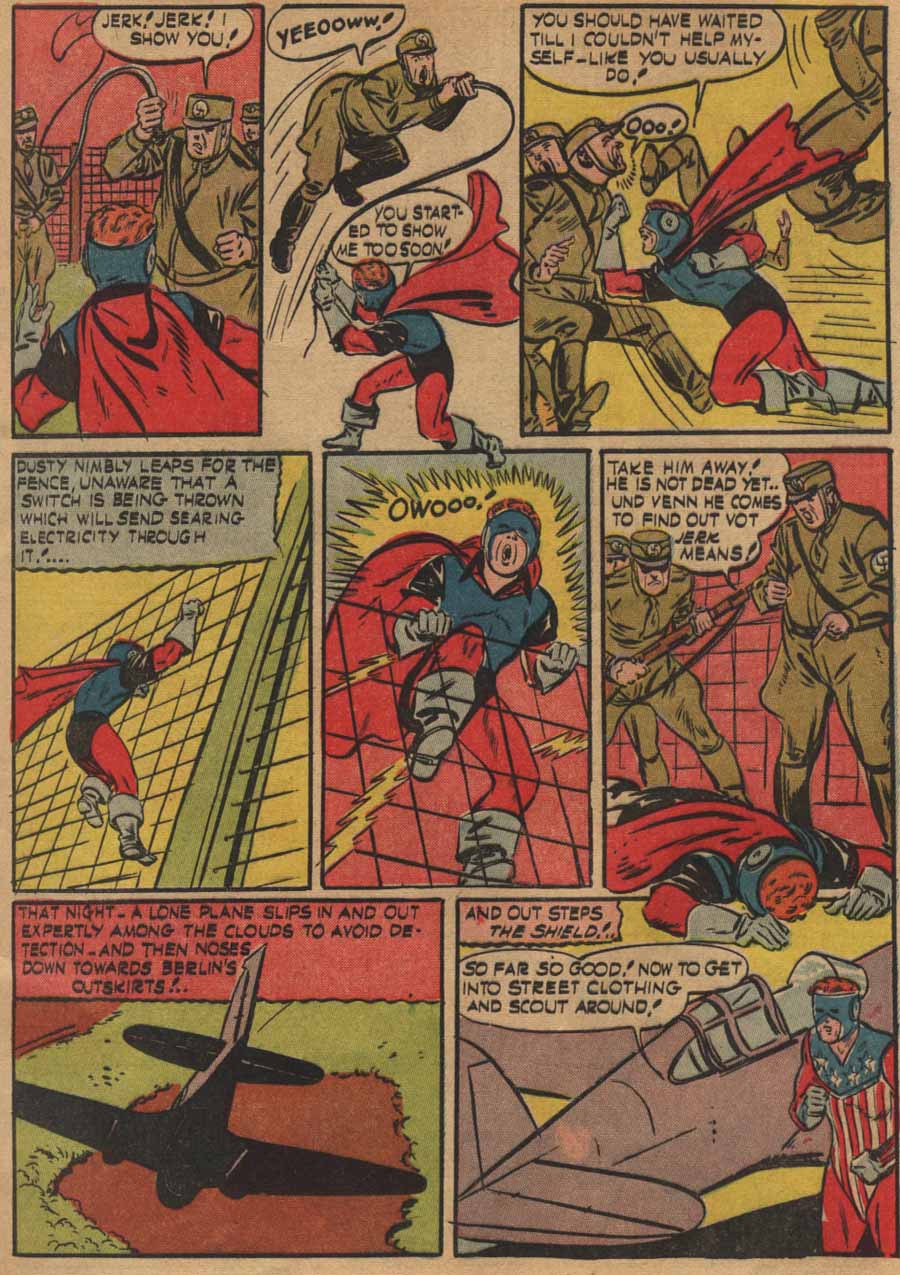 JERK! JERK! I
SHOW YOU!
YEEOOWW!
YOU START-
ED TO SHOW
ME TOO SOON!
YOU SHOULD HAVE WAITED
TILL I COULDN'T HELP MY-
SELF-LIKE YOU USUALLY
DO!
OOO!
DUSTY NIMBLY LEAPS FOR THE
FENCE, UNAWARE THAT A
SWITCH IS BEING THROWN
WHICH WILL SEND SEARING
ELECTRICITY THROUGH
IT!....
OWOOO!
TAKE HIM AWAY!
HE IS NOT DEAD YET..
UND VENN HE COMES
TO FIND OUT VOT
JERK
MEANS!
THAT NIGHT- A LONE PLANE SLIPS IN AND OUT
EXPERTLY AMONG THE CLOUDS TO AVOID DE-
TECTION-AND THEN NOSES
DOWN TOWARDS BERLIN'S
OUTSKIRTS!..
AND OUT STEPS
THE SHIELD!..
SO FAR SO GOOD! NOW TO GET
INTO STREET CLOTHING
AND SCOUT AROUND!